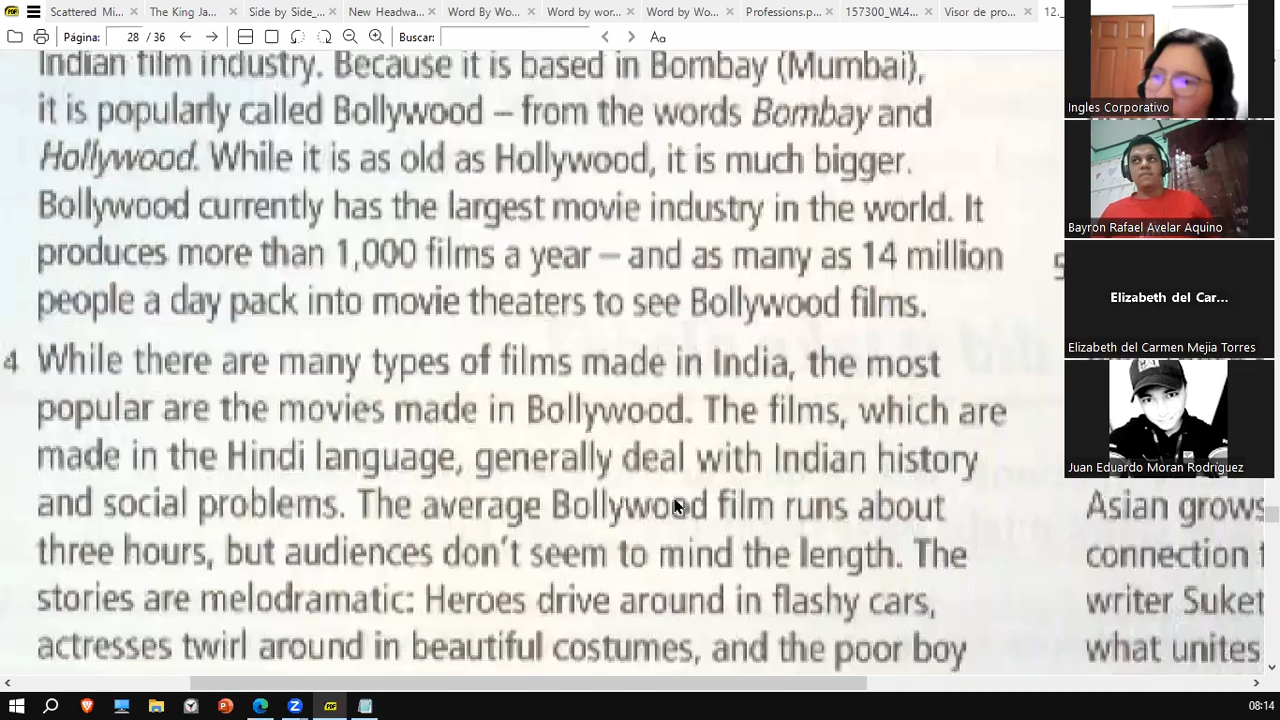 Scattered Mi...
The King Ja...
Side by Side_...
New Headwa...
Word By Wo...
Word by wor...
Word by Wo...
Professions.p...
157300_WL4...
Visor de pro...
12._
Página:
28 / 36
Buscar:
Aa
Indian film industry. Because it is based in Bombay (Mumbai),
it is popularly called Bollywood – from the words Bombay and
Hollywood. While it is as old as Hollywood, it is much bigger.
Bollywood currently has the largest movie industry in the world. It
produces more than 1,000 films a year – and as many as 14 million
people a day pack into movie theaters to see Bollywood films.
4 While there are many types of films made in India, the most
popular are the movies made in Bollywood. The films, which are
made in the Hindi language, generally deal with Indian history
and social problems. The average Bollywood film runs about
three hours, but audiences don't seem to mind the length. The
stories are melodramatic: Heroes drive around in flashy cars,
actresses twirl around in beautiful costumes, and the poor boy
5
Asian grows
connection
writer Suket
what unites
Ingles Corporativo
Bayron Rafael Avelar Aquino
Elizabeth del Car...
Elizabeth del Carmen Mejia Torres
Juan Eduardo Moran Rodríguez
08:14